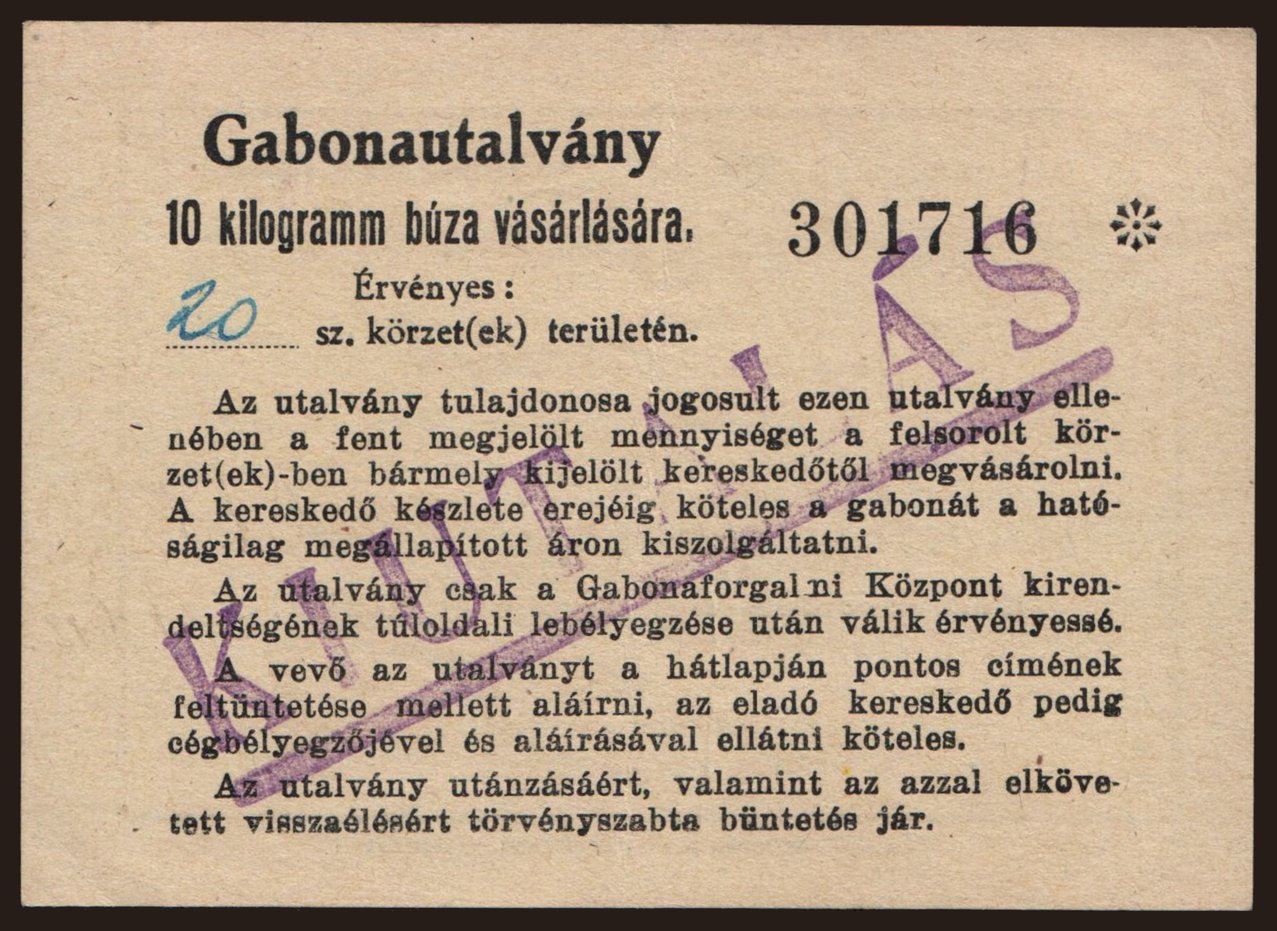 Gabonautalvány
10 kilogramm búza vásárlására.
301716
Érvényes:
20 sz. körzet(ek) területén.
Az utalvány tulajdonosa jogosult ezen utalvány elle-
nében a fent megjelölt mennyiséget a felsorolt kör-
zet(ek)-ben bármely kijelölt kereskedőtől megvásárolni.
A kereskedő készlete erejéig köteles a gabonát a ható-
ságilag megállapított áron kiszolgáltatni.
Az utalvány csak a Gabonaforgalmi Központ kiren-
deltségének túloldali lebélyegzése után válik érvényessé.
A vevő az utalványt a hátlapján pontos címének
feltüntetése mellett aláírni, az eladó kereskedő pedig
cégbélyegzőjével és aláírásával ellátni köteles.
Az utalvány utánzásáért, valamint az azzal elköve-
tett visszaélésért törvényszabta büntetés jár.
KIUTALÁS